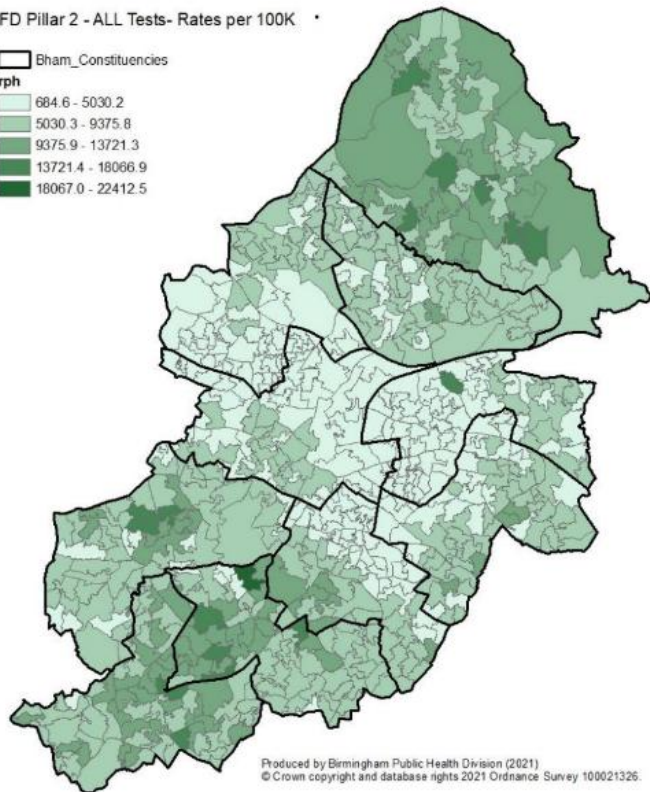 FD Pillar 2 - ALL Tests- Rates per 100K
Bham_Constituencies
rph
684.6 - 5030.2
5030.3 - 9375.8
9375.9 - 13721.3
13721.4 - 18066.9
18067.0 - 22412.5
Produced by Birmingham Public Health Division (2021)
© Crown copyright and database rights 2021 Ordnance Survey 100021326.